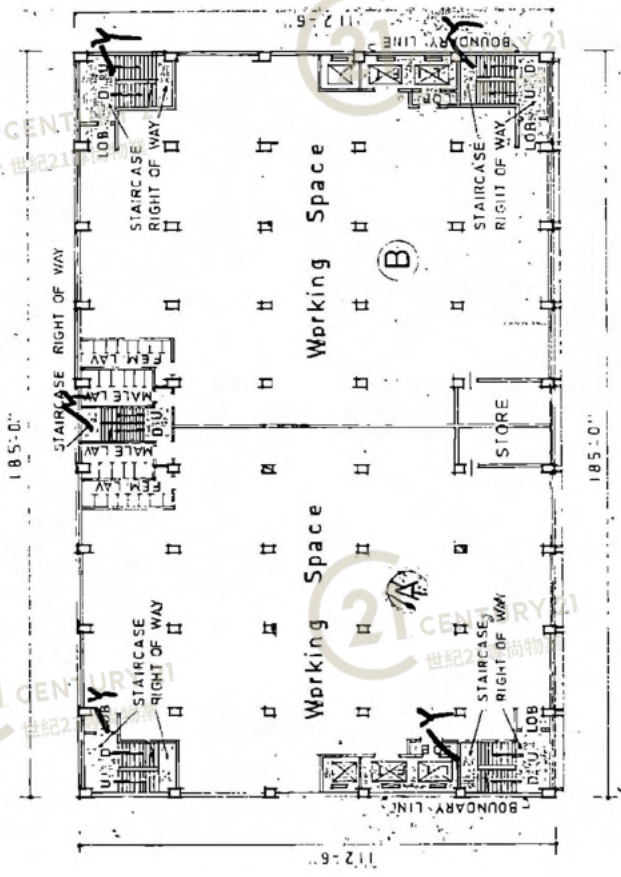 112'-6"
BOUNDARY LINE
185'-0"
185'-0"
U
D
LOB
STAIRCASE
RIGHT OF WAY
Y
STAIRCASE
RIGHT OF WAY
U
D
LOB
Y
Working Space
B
STAIRCASE RIGHT OF WAY
FEM LAV
MALE LAV
D
U
MALE LAV
FEM LAV
STORE
Working Space
A
STAIRCASE
RIGHT OF WAY
LOB
U
D
Y
STAIRCASE
RIGHT OF WAY
LOB
D
U
Y
BOUNDARY LINE
112'-6"
21
CENTURY 21
世紀21